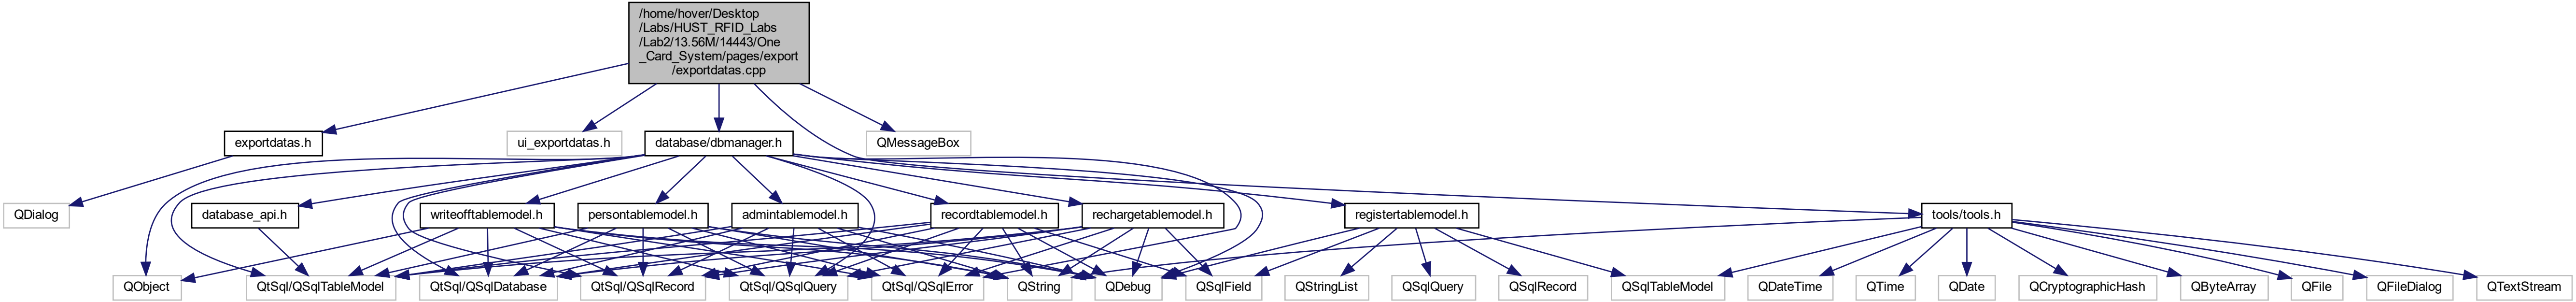 /home/hover/Desktop
/Labs/HUST_RFID_Labs
/Lab2/13.56M/14443/One
_Card_System/pages/export
/exportdatas.cpp
exportdatas.h
ui_exportdatas.h
database/dbmanager.h
QMessageBox
QDialog
database_api.h
writeofftablemodel.h
persontablemodel.h
admintablemodel.h
recordtablemodel.h
rechargetablemodel.h
registertablemodel.h
tools/tools.h
QObject
QtSql/QSqlTableModel
QtSql/QSqlDatabase
QtSql/QSqlRecord
QtSql/QSqlQuery
QtSql/QSqlError
QString
QDebug
QSqlField
QStringList
QSqlQuery
QSqlRecord
QSqlTableModel
QDateTime
QTime
QDate
QCryptographicHash
QByteArray
QFile
QFileDialog
QTextStream